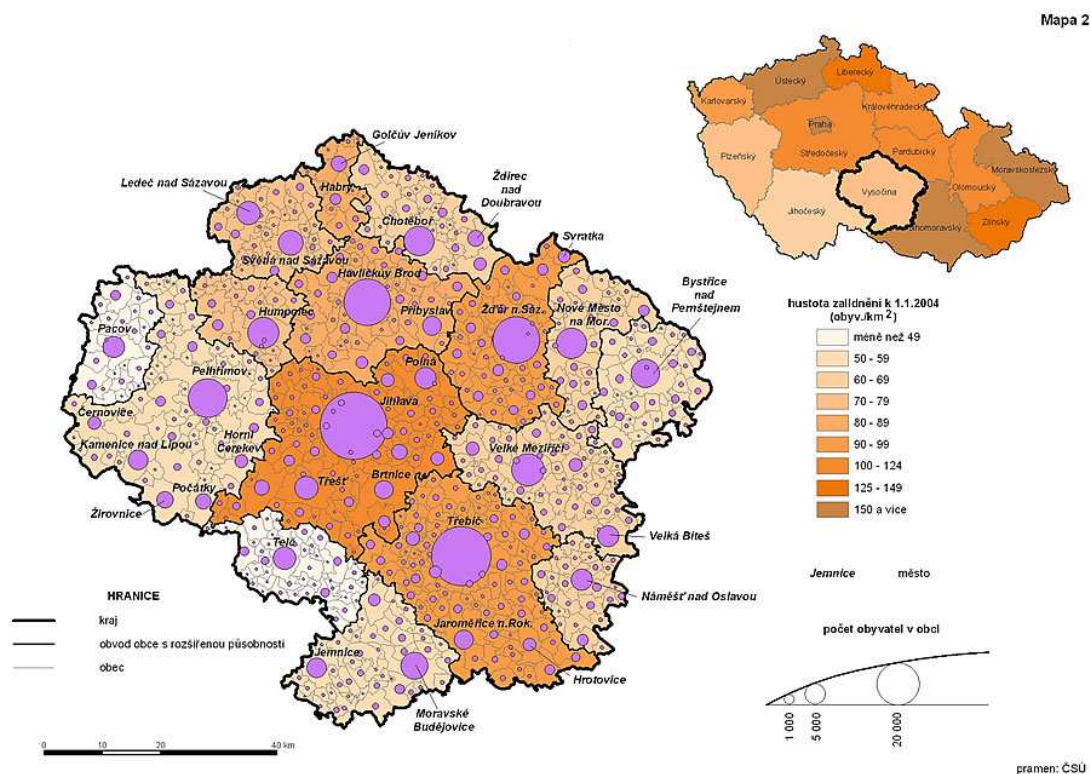 Mapa 2
Ústecký
Liberecký
Karlovarský
Královéhradecký
Praha
Plzeňský
Středočeský
Pardubický
Moravskoslezský
Olomoucký
Vysočina
Jihočeský
Zlínský
Jihomoravský
Golčův Jeníkov
Ledeč nad Sázavou
Habry
Ždírec
nad
Doubravou
Chotěboř
Svratka
Světlá nad Sázavou
Havlíčkův Brod
Bystřice
nad
Pernštejnem
Humpolec
Přibyslav
Žďár n.Sáz.
Nové Město
na Mor.
Pacov
Polná
Pelhřimov
Jihlava
Černovice
Kamenice nad Lipou
Horní
Cerekev
Velké Meziříčí
Třešť
Brtnice
Počátky
Žirovnice
Třebíč
Telč
Velká Bíteš
Náměšť nad Oslavou
Jaroměřice n.Rok.
Jemnice
Hrotovice
Moravské
Budějovice
hustota zalidnění k 1.1.2004
(obyv./km²)
méně než 49
50 - 59
60 - 69
70 - 79
80 - 89
90 - 99
100 - 124
125 - 149
150 a více
Jemnice město
počet obyvatel v obci
1 000
5 000
20 000
HRANICE
kraj
obvod obce s rozšířenou působností
obec
0 10 20 40 km
pramen: ČSÚ